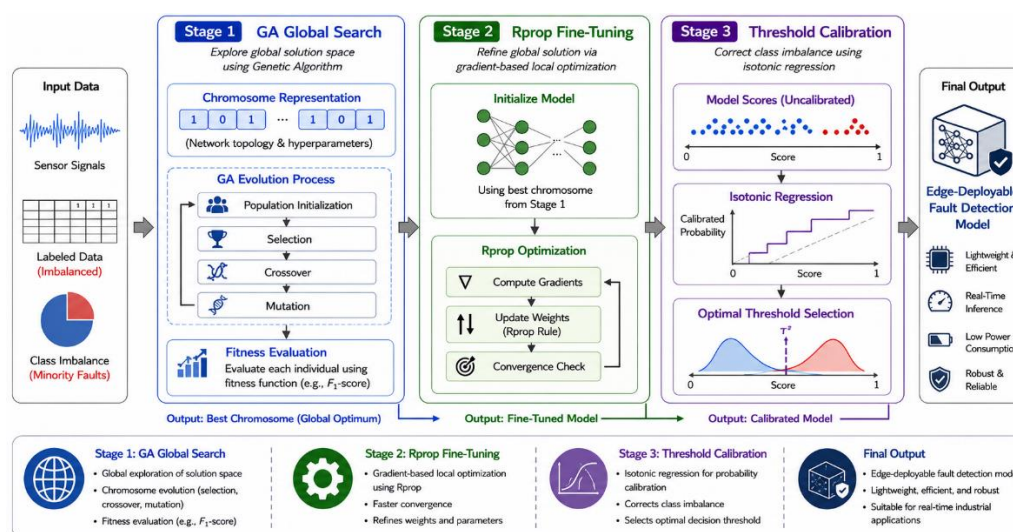 Input Data
Sensor Signals
1 1 1
Labeled Data
(Imbalanced)
Class Imbalance
(Minority Faults)
Stage 1 GA Global Search
Explore global solution space
using Genetic Algorithm
Chromosome Representation
1 0 1 ... 1 0 1
(Network topology & hyperparameters)
GA Evolution Process
Population Initialization
Selection
Crossover
Mutation
Fitness Evaluation
Evaluate each individual using
fitness function (e.g., F₁-score)
Output: Best Chromosome (Global Optimum)
Stage 2 Rprop Fine-Tuning
Refine global solution via
gradient-based local optimization
Initialize Model
... ...
Using best chromosome
from Stage 1
Rprop Optimization
Compute Gradients
Update Weights
(Rprop Rule)
Convergence Check
Output: Fine-Tuned Model
Stage 3 Threshold Calibration
Correct class imbalance using
isotonic regression
Model Scores (Uncalibrated)
0 Score 1
Isotonic Regression
Calibrated
Probability
0 Score 1
Optimal Threshold Selection
0 Score 1
Output: Calibrated Model
Final Output
Edge-Deployable
Fault Detection
Model
Lightweight &
Efficient
Real-Time
Inference
Low Power
Consumptio
Robust &
Reliable
Stage 1: GA Global Search
• Global exploration of solution space
• Chromosome evolution (selection,
crossover, mutation)
• Fitness evaluation (e.g., F₁-score)
Stage 2: Rprop Fine-Tuning
• Gradient-based local optimization
using Rprop
• Faster convergence
• Refines weights and parameters
Stage 3: Threshold Calibration
• Isotonic regression for probability
calibration
• Corrects class imbalance
• Selects optimal decision threshold
Final Output
• Edge-deployable fault detection mod
• Lightweight, efficient, and robust
• Suitable for real-time industrial
applications